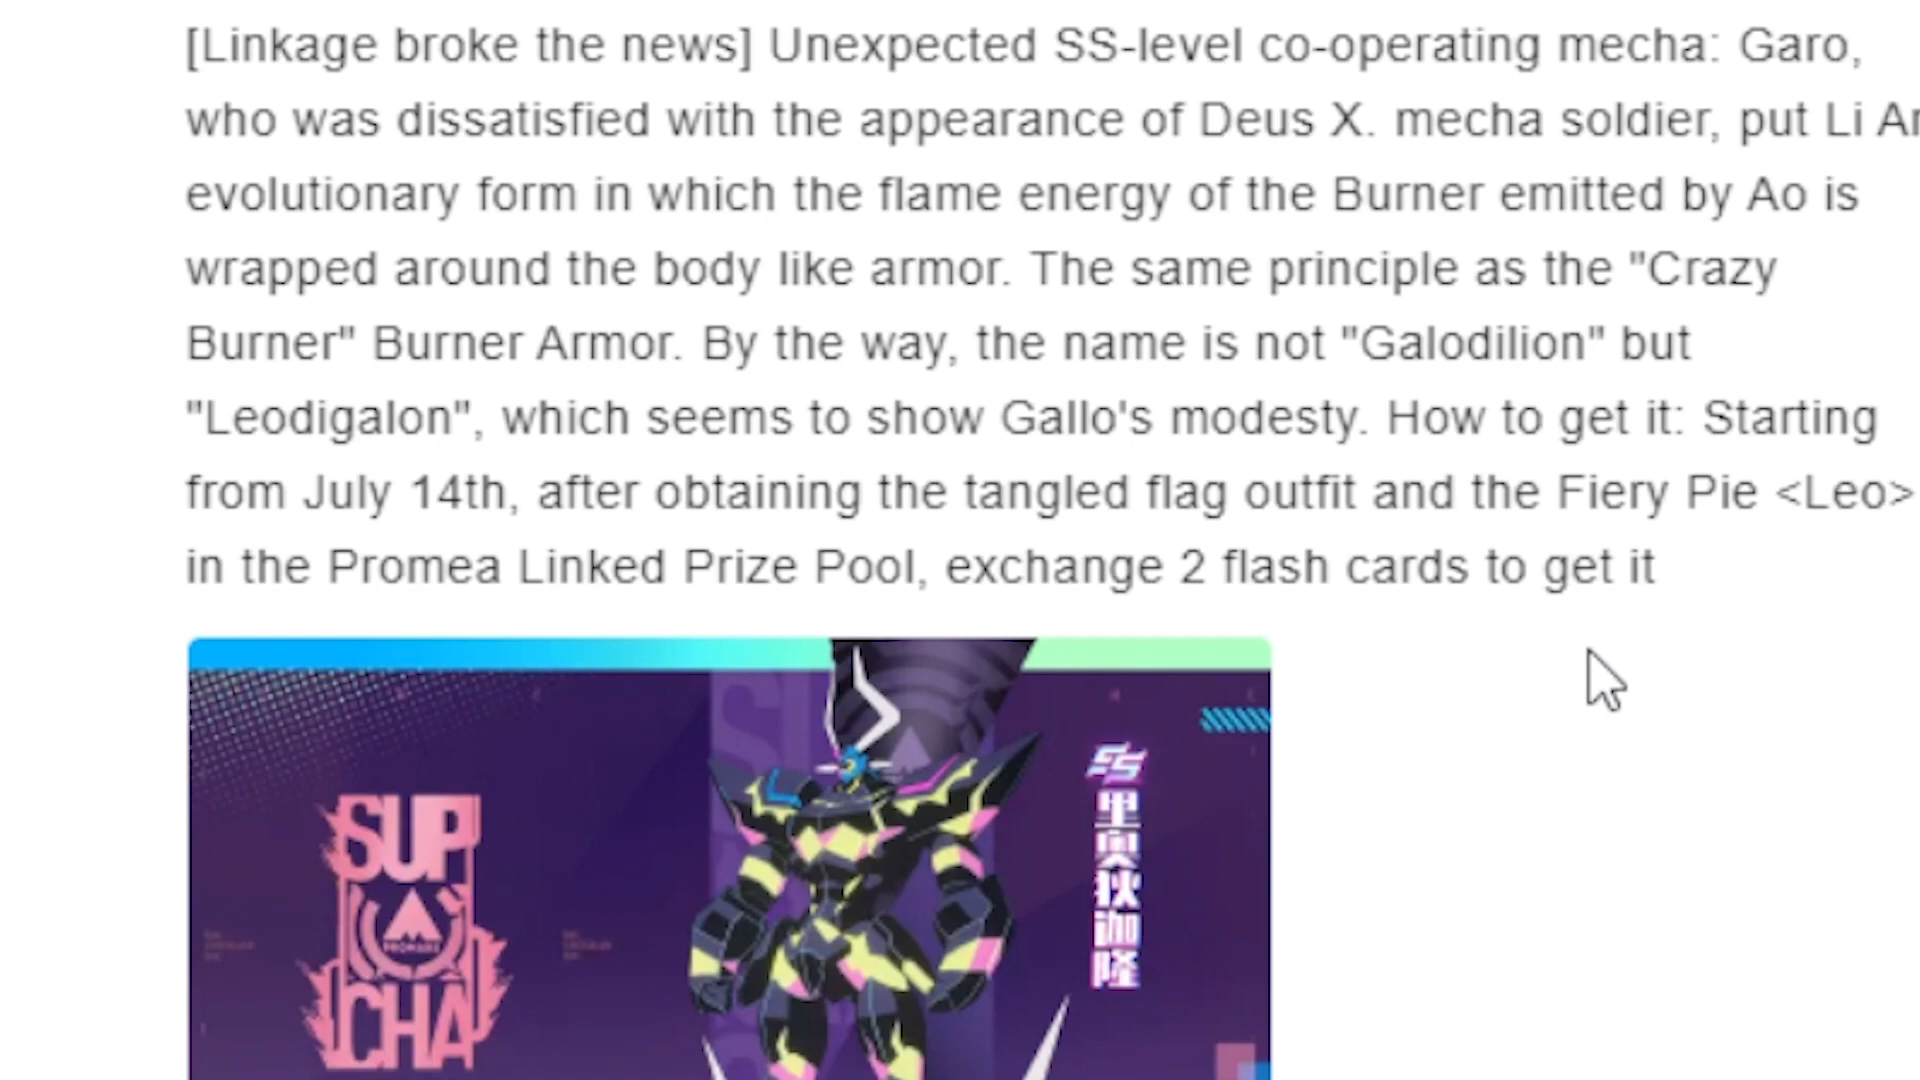 [Linkage broke the news] Unexpected SS-level co-operating mecha: Garo,
who was dissatisfied with the appearance of Deus X. mecha soldier, put Li
evolutionary form in which the flame energy of the Burner emitted by Ao is
wrapped around the body like armor. The same principle as the "Crazy
Burner" Burner Armor. By the way, the name is not "Galodilion" but
"Leodigalon", which seems to show Gallo's modesty. How to get it: Starting
from July 14th, after obtaining the tangled flag outfit and the Fiery Pie <Leo>
in the Promea Linked Prize Pool, exchange 2 flash cards to get it
SUP
PROMARE
CHA
SS
里奥狄伽隆